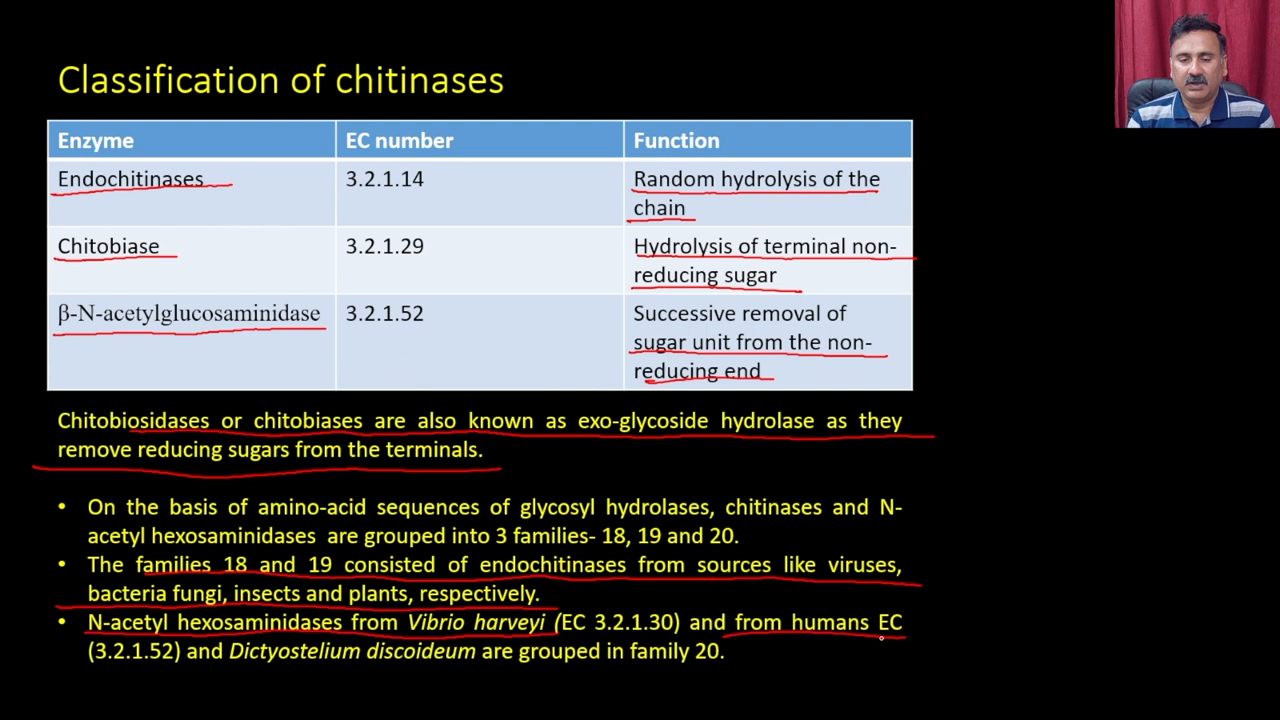 Classification of chitinases
Enzyme EC number Function
Endochitinases 3.2.1.14 Random hydrolysis of the
chain
Chitobiase 3.2.1.29 Hydrolysis of terminal non-
reducing sugar
β-N-acetylglucosaminidase 3.2.1.52 Successive removal of
sugar unit from the non-
reducing end
Chitobiosidases or chitobiases are also known as exo-glycoside hydrolase as they
remove reducing sugars from the terminals.
• On the basis of amino-acid sequences of glycosyl hydrolases, chitinases and N-
acetyl hexosaminidases are grouped into 3 families- 18, 19 and 20.
• The families 18 and 19 consisted of endochitinases from sources like viruses,
bacteria fungi, insects and plants, respectively.
• N-acetyl hexosaminidases from Vibrio harveyi (EC 3.2.1.30) and from humans EC
(3.2.1.52) and Dictyostelium discoideum are grouped in family 20.